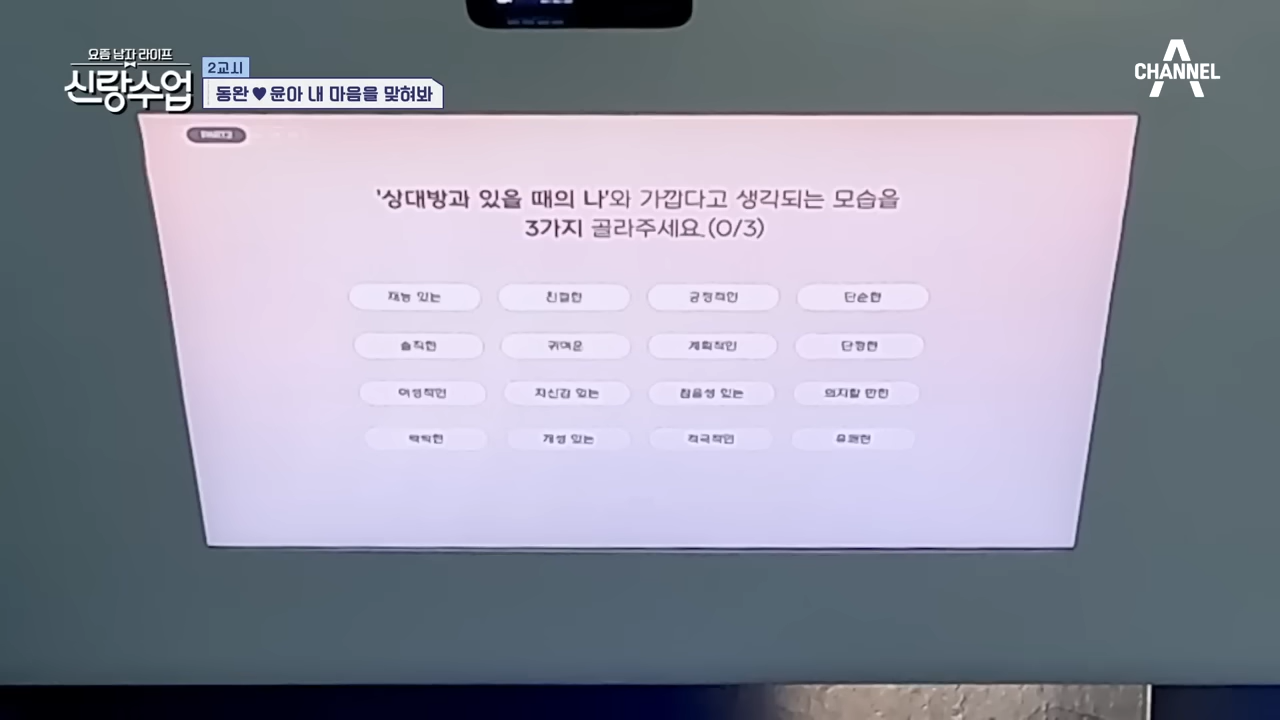 요즘 남자 라이프
신랑수업
2교시
동완♥윤아 내 마음을 맞혀봐
CHANNEL A
'상대방과 있을 때의 나'와 가깝다고 생각되는 모습을
3가지 골라주세요.(0/3)
재능 있는 친절한 긍정적인 단순한
솔직한 귀여운 계획적인 단정한
이성적인 자신감 있는 참을성 있는 의지할 만한
개성 있는 적극적인 유쾌한